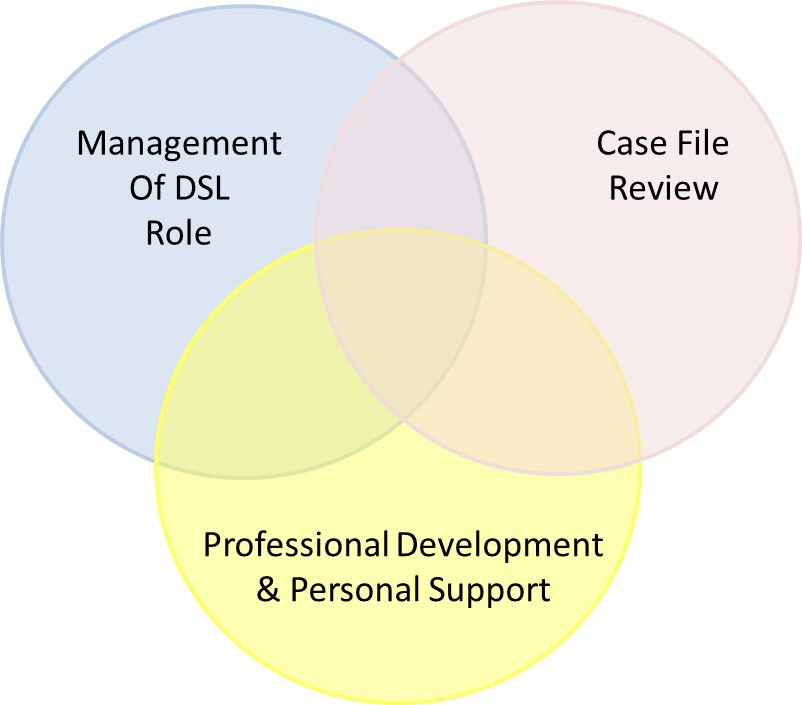 Management
Of DSL
Role
Case File
Review
Professional Development
& Personal Support